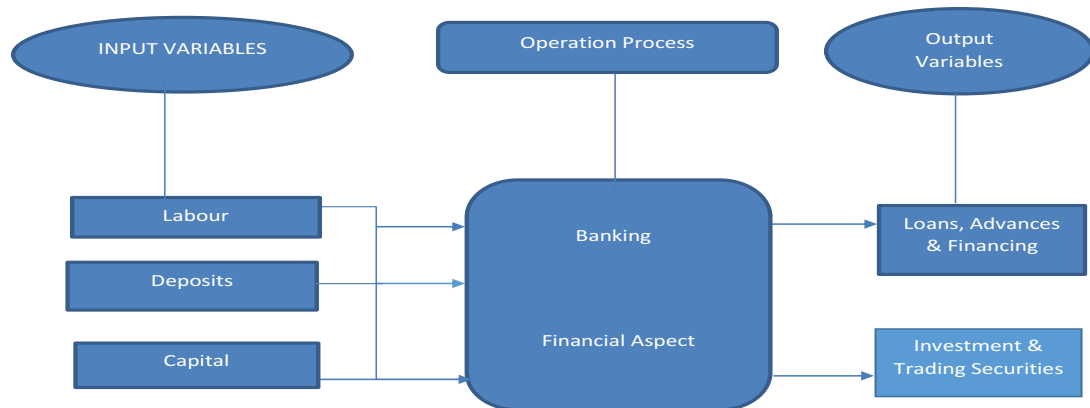 INPUT VARIABLES
Operation Process
Output
Variables
Labour
Deposits
Capital
Banking
Financial Aspect
Loans, Advances
& Financing
Investment &
Trading Securities